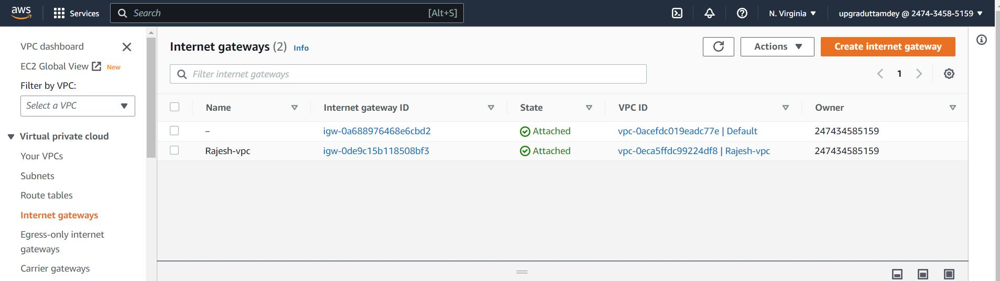 aws
Services
Search
[Alt+S]
N. Virginia
upgraduttamdey @ 2474-3458-5159
VPC dashboard
EC2 Global View New
Filter by VPC:
Select a VPC
Virtual private cloud
Your VPCs
Subnets
Route tables
Internet gateways
Egress-only internet
gateways
Carrier gateways
Internet gateways (2) Info
Actions
Create internet gateway
Filter internet gateways
1
Name Internet gateway ID State VPC ID Owner
– igw-0a688976468e6cbd2 Attached vpc-0acefdc019eadc77e | Default 247434585159
Rajesh-vpc igw-0de9c15b118508bf3 Attached vpc-0eca5ffdc99224df8 | Rajesh-vpc 247434585159